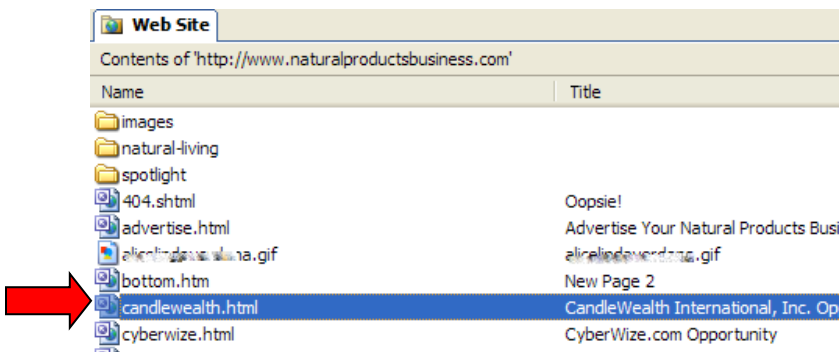 Web Site
Contents of 'http://www.naturalproductsbusiness.com'
Name Title
images
natural-living
spotlight
404.shtml Oopsie!
advertise.html Advertise Your Natural Products Busi
.gif .gif
bottom.htm New Page 2
candlewealth.html CandleWealth International, Inc. Op
cyberwize.html CyberWize.com Opportunity